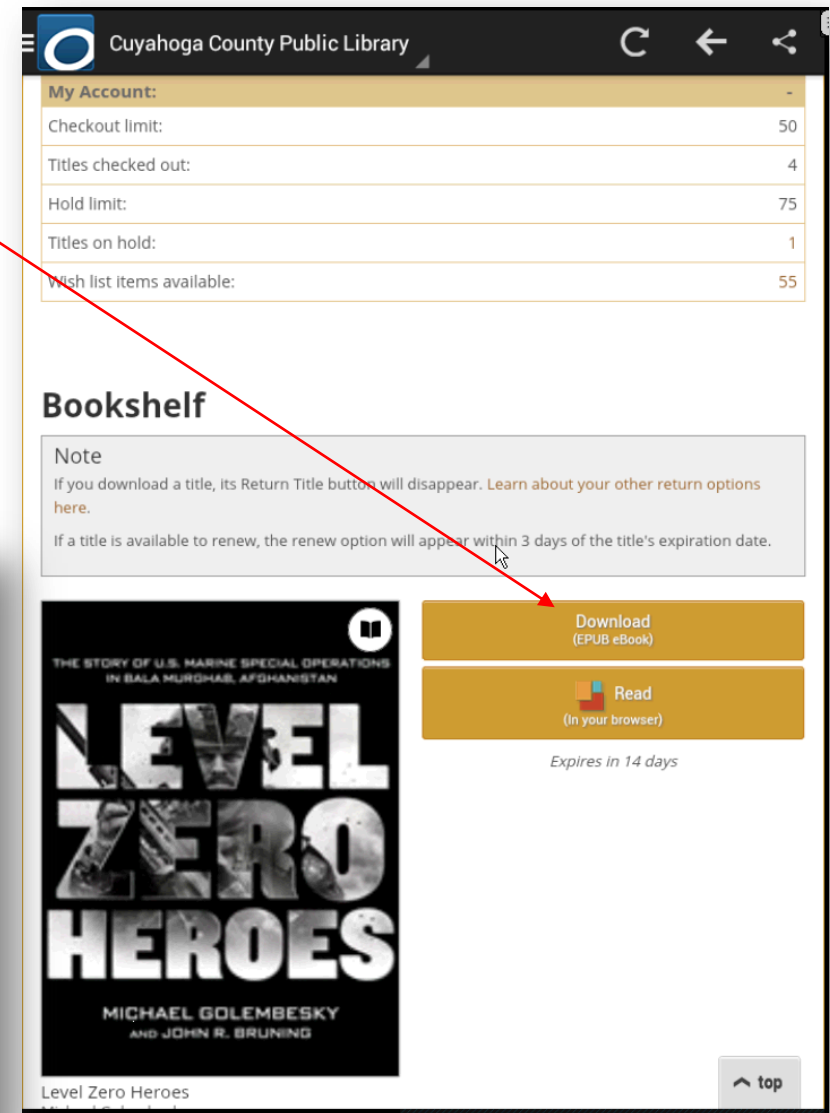 Cuyahoga County Public Library
My Account: -
Checkout limit: 50
Titles checked out: 4
Hold limit: 75
Titles on hold: 1
Wish list items available: 55
Bookshelf
Note
If you download a title, its Return Title button will disappear. Learn about your other return options
here.
If a title is available to renew, the renew option will appear within 3 days of the title's expiration date.
THE STORY OF U.S. MARINE SPECIAL OPERATIONS
IN BALA MURGHAB, AFGHANISTAN
LEVEL
ZERO
HEROES
MICHAEL GOLEMBESKY
AND JOHN R. BRUNING
Download
(EPUB eBook)
Read
(In your browser)
Expires in 14 days
Level Zero Heroes
top